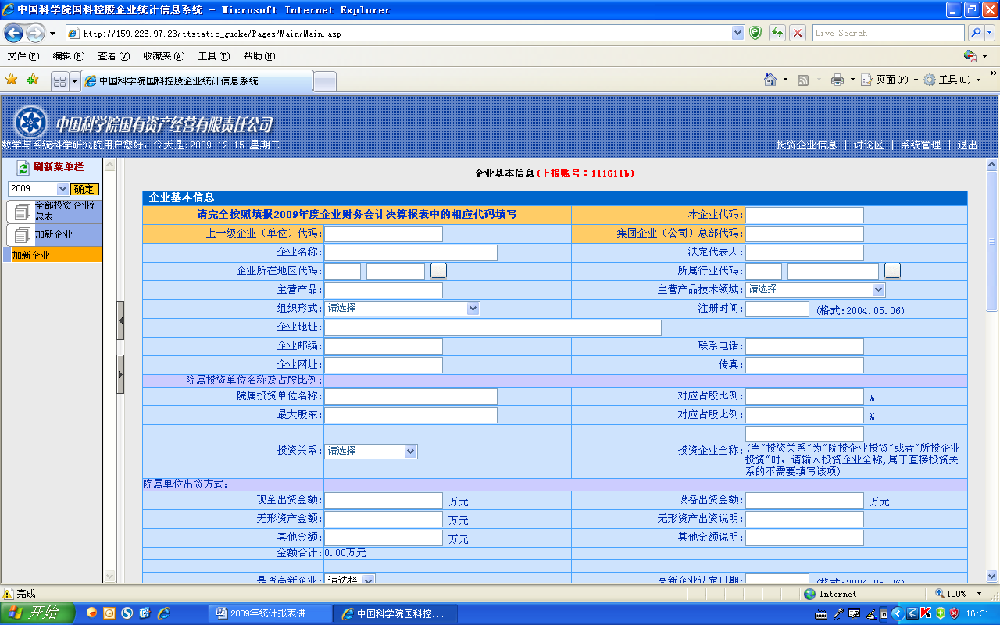 中国科学院国科控股企业统计信息系统 - Microsoft Internet Explorer
http://159.226.97.23/ttstatic_guoke/Pages/Main/Main.asp
Live Search
文件(F) 编辑(E) 查看(V) 收藏夹(A) 工具(T) 帮助(H)
中国科学院国科控股企业统计信息系统
页面(P) 工具(O)
中国科学院国有资产经营有限责任公司
数学与系统科学研究院用户您好，今天是:2009-12-15 星期二
投资企业信息 | 讨论区 | 系统管理 | 退出
刷新菜单栏
2009 确定
全部投资企业汇总表
加新企业
加新企业
企业基本信息(上报账号：111611b)
企业基本信息
请完全按照填报2009年度企业财务会计决算报表中的相应代码填写 本企业代码:
上一级企业（单位）代码: 集团企业（公司）总部代码:
企业名称: 法定代表人:
企业所在地区代码: ... 所属行业代码: ...
主营产品: 主营产品技术领域: 请选择
组织形式: 请选择 注册时间: (格式:2004.05.06)
企业地址:
企业邮编: 联系电话:
企业网址: 传真:
院属投资单位名称及占股比例:
院属投资单位名称: 对应占股比例: %
最大股东: 对应占股比例: %
投资关系: 请选择 投资企业全称:
(当"投资关系"为"院投企业投资"或者"所投企业
投资"时，请输入投资企业全称,属于直接投资关
系的不需要填写该项)
院属单位出资方式:
现金出资金额: 万元 设备出资金额: 万元
无形资产金额: 万元 无形资产出资说明:
其他金额: 万元 其他金额说明:
金额合计: 0.00万元
是否高新企业: 请选择 高新企业认定日期: (格式:2004.05.06)
完成 Internet 100%
开始 2009年统计报表讲... 中国科学院国科控... 16:31